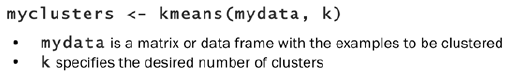 myclusters <- kmeans(mydata, k)
• mydata is a matrix or data frame with the examples to be clustered
• k specifies the desired number of clusters